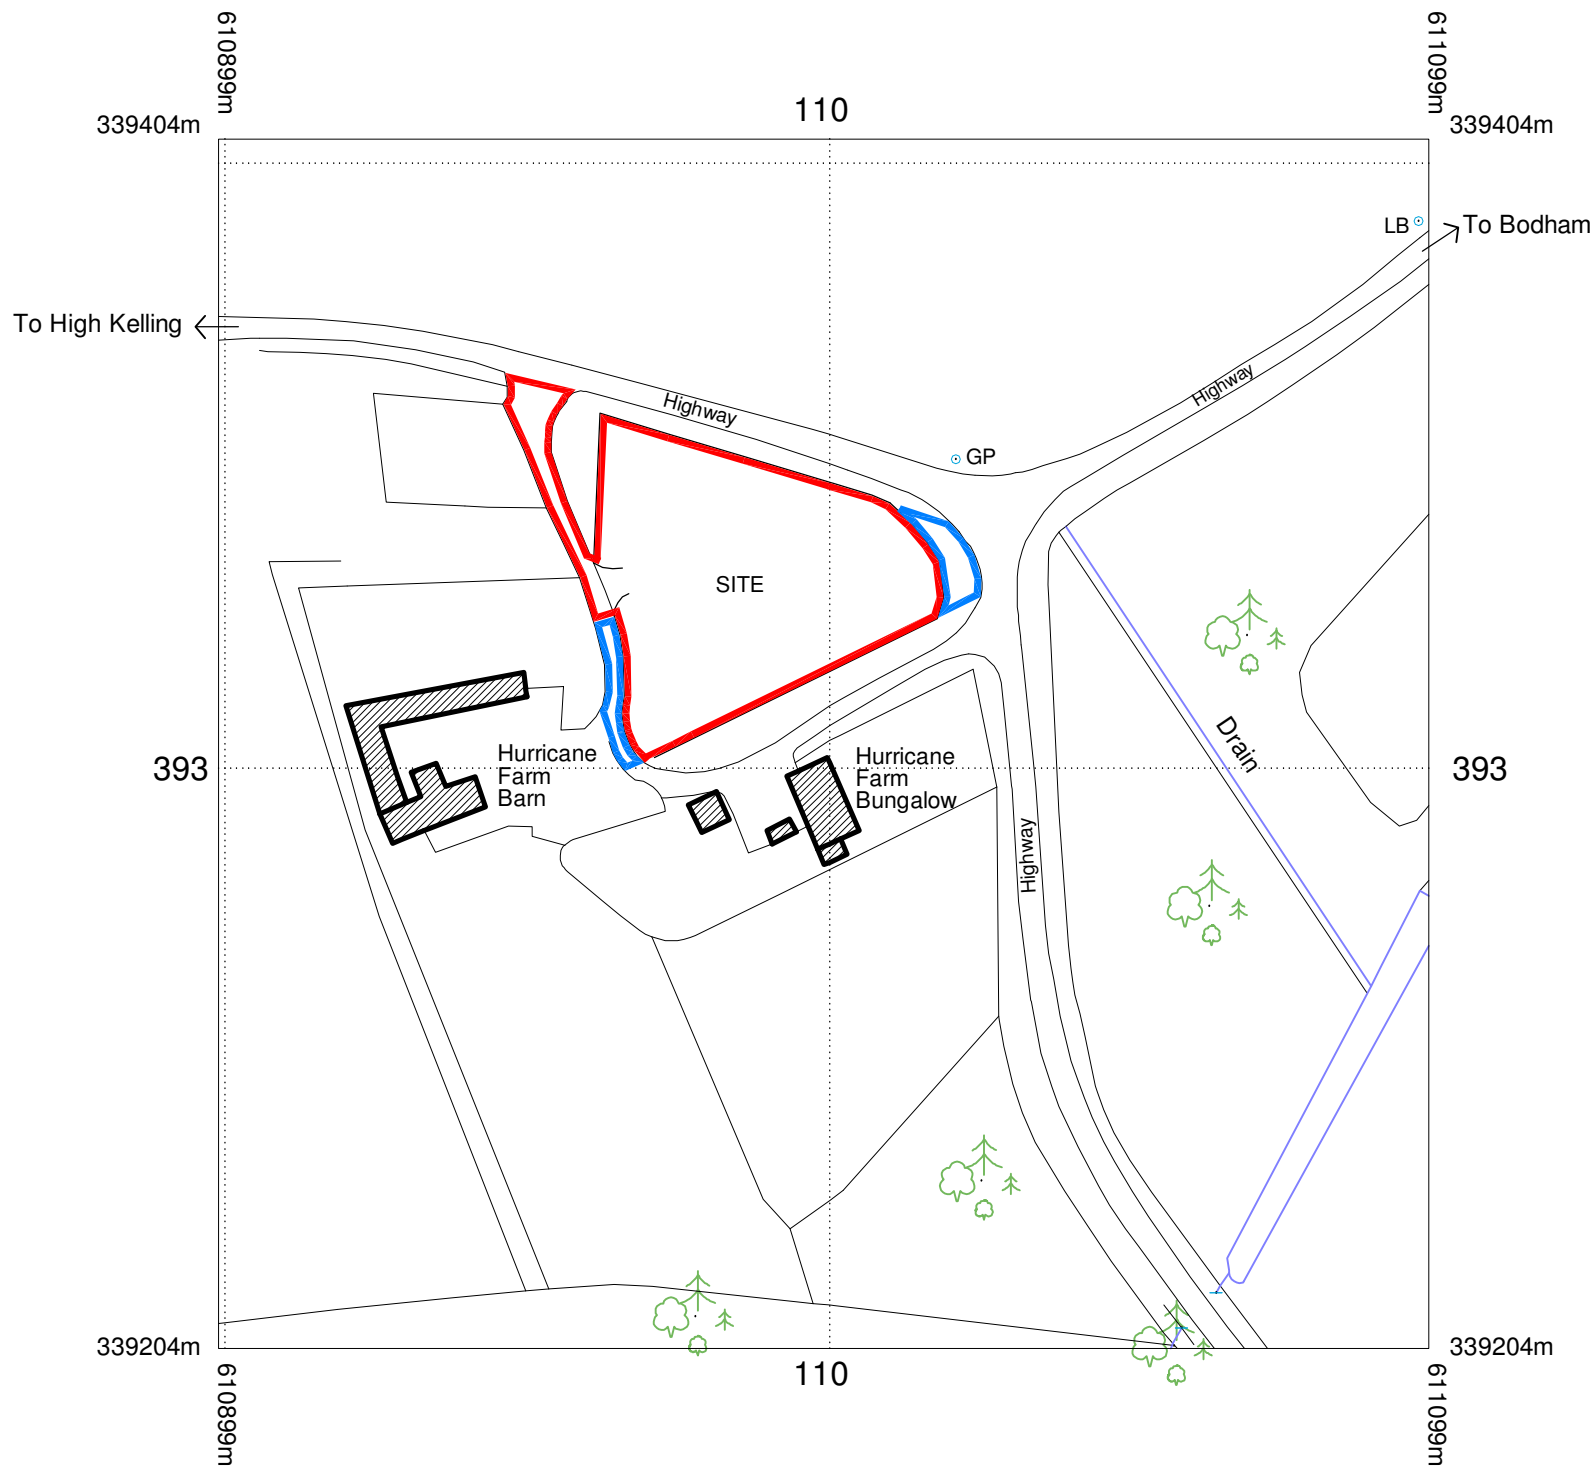 610899m
611099m
110
339404m
339404m
LB
To Bodham
To High Kelling
Highway
Highway
GP
SITE
Drain
Hurricane
Farm
Barn
Hurricane
Farm
Bungalow
393
393
Highway
339204m
339204m
110
610899m
611099m